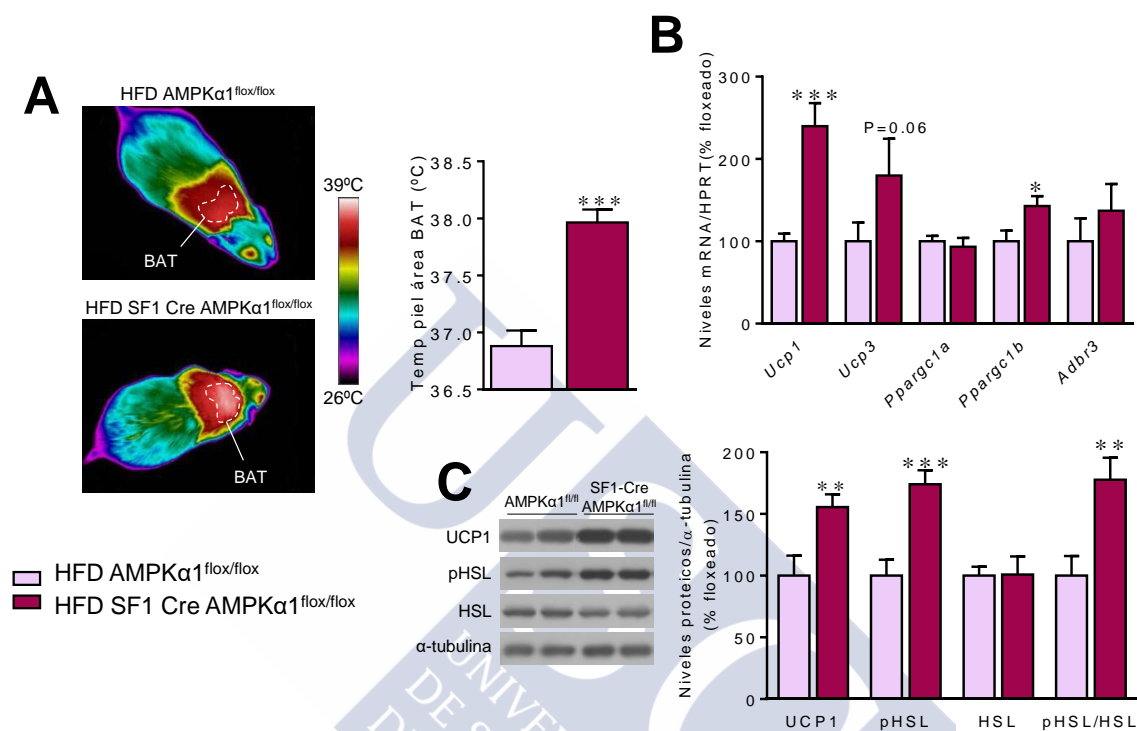 A
HFD AMPKα1flox/flox
BAT
HFD SF1 Cre AMPKα1flox/flox
BAT
39ºC
26ºC
Temp piel área BAT (ºC)
38.5
38.0
37.5
37.0
36.5
***
B
Niveles mRNA/HPRT(% floxeado)
300
200
100
0
***
P=0.06
*
Ucp1
Ucp3
Ppargc1a
Ppargc1b
Adbr3
HFD AMPKα1flox/flox
HFD SF1 Cre AMPKα1flox/flox
C
AMPKα1fl/fl
SF1-Cre
AMPKα1fl/fl
UCP1
pHSL
HSL
α-tubulina
Niveles proteicos/α-tubulina
(% floxeado)
200
150
100
50
0
**
***
**
UCP1
pHSL
HSL
pHSL/HSL
USC
UNIVER
DE S